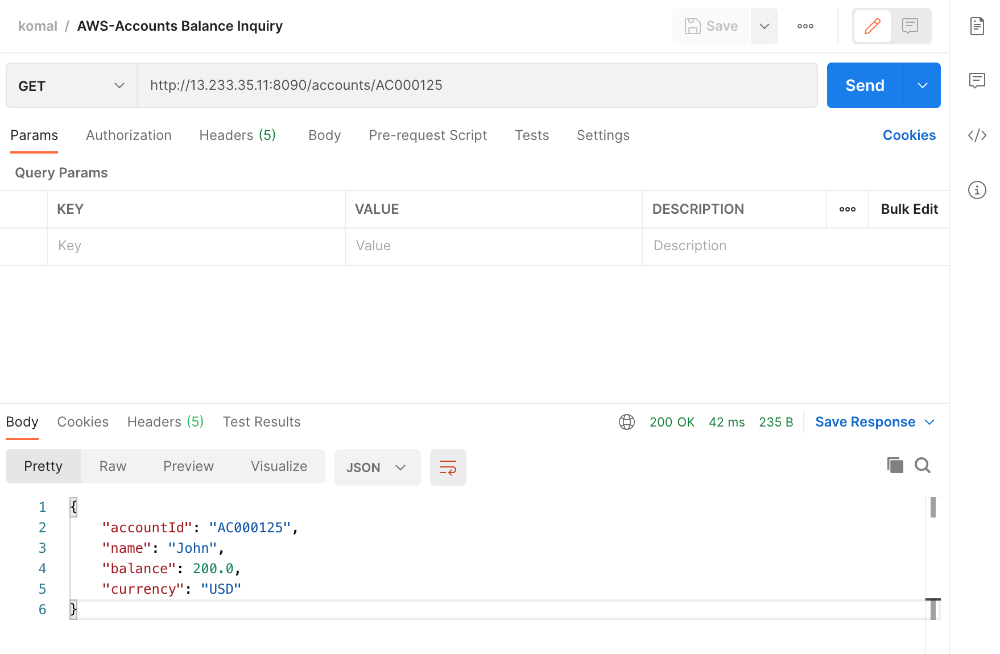 komal / AWS-Accounts Balance Inquiry Save
GET http://13.233.35.11:8090/accounts/AC000125 Send
Params Authorization Headers (5) Body Pre-request Script Tests Settings Cookies
Query Params
KEY VALUE DESCRIPTION Bulk Edit
Key Value Description
Body Cookies Headers (5) Test Results 200 OK 42 ms 235 B Save Response
Pretty Raw Preview Visualize JSON
1 {
2 "accountId": "AC000125",
3 "name": "John",
4 "balance": 200.0,
5 "currency": "USD"
6 }